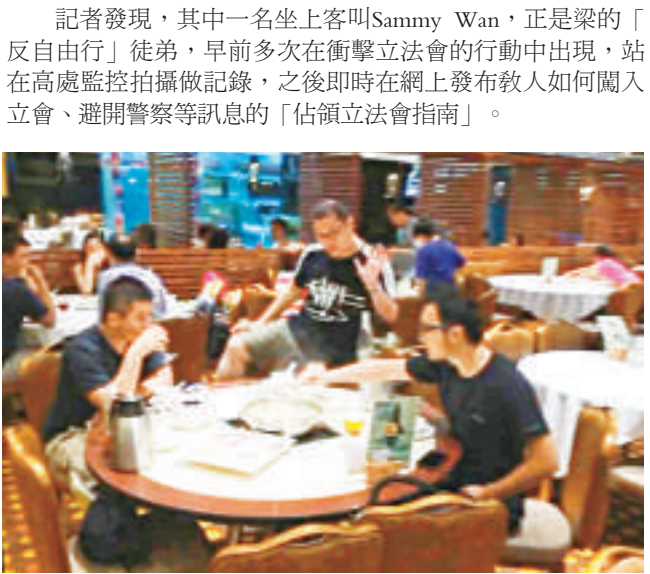 記者發現，其中一名坐上客叫Sammy Wan，正是梁的「
反自由行」徒弟，早前多次在衝擊立法會的行動中出現，站
在高處監控拍攝做記錄，之後即時在網上發布教人如何闖入
立會、避開警察等訊息的「佔領立法會指南」。